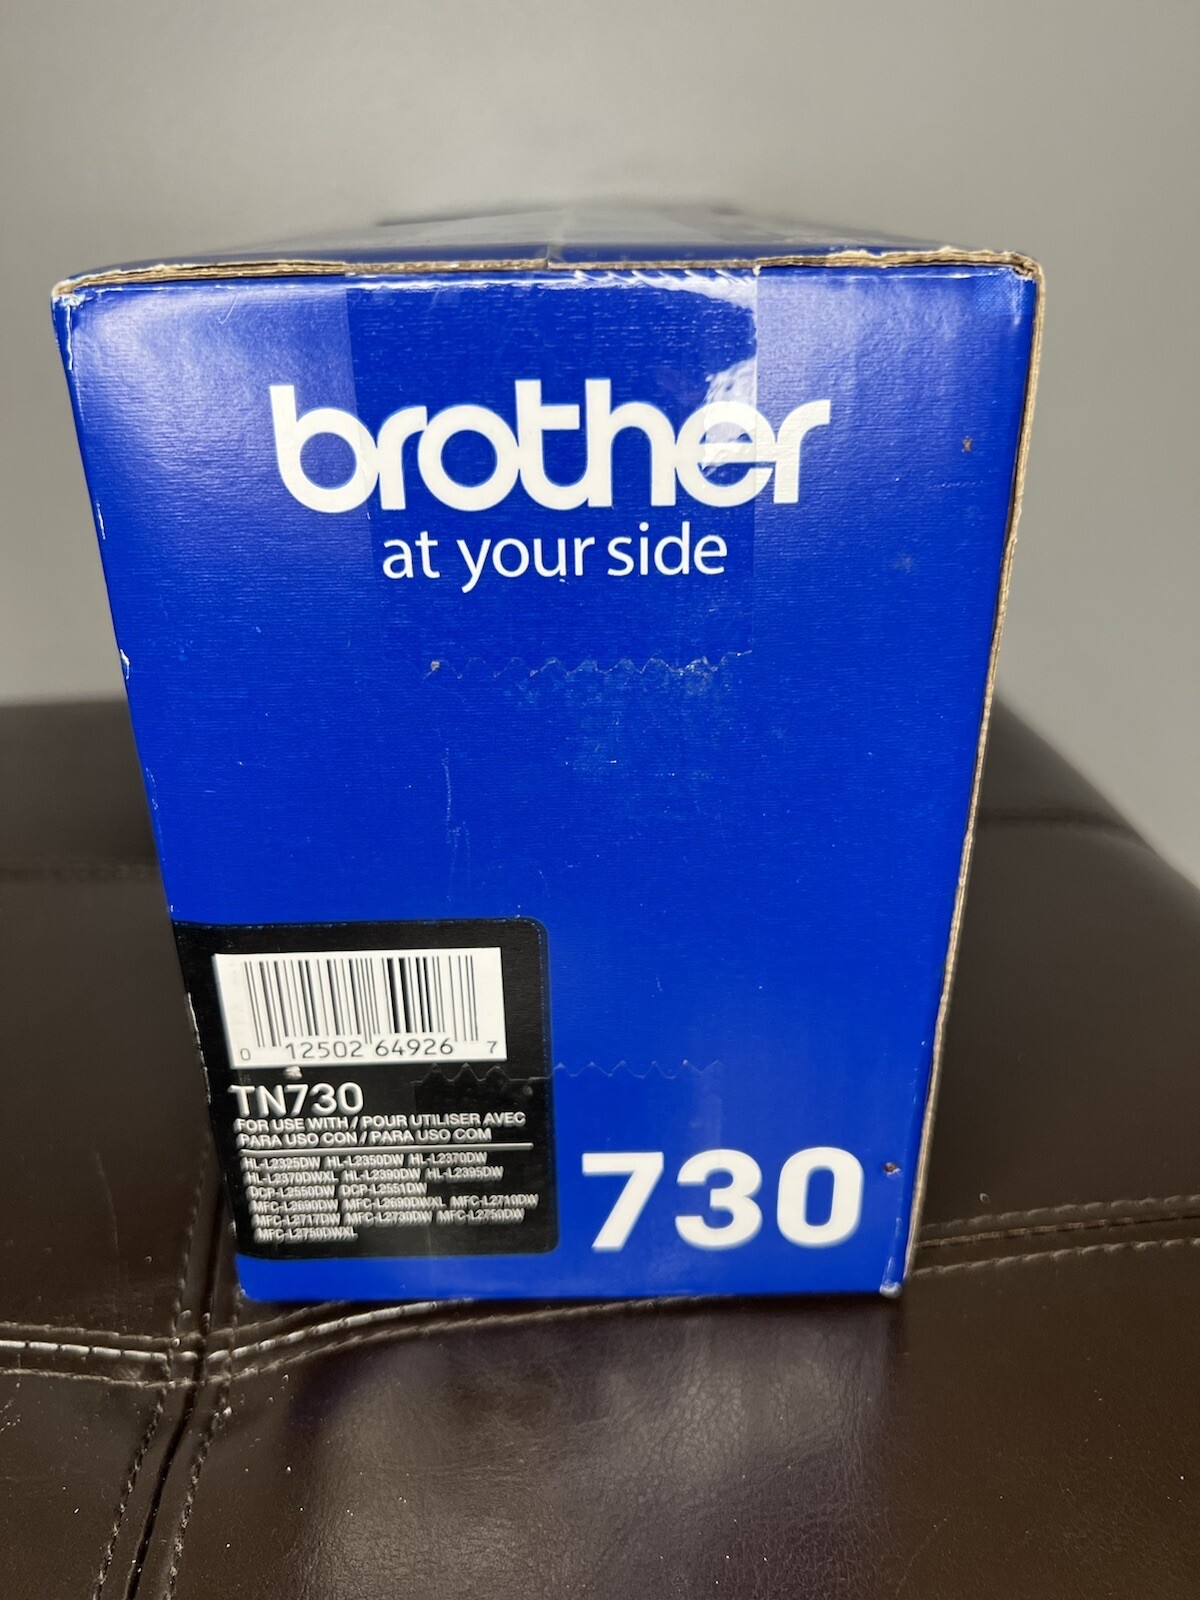 brother
at your side
0 12502 64926 7
TN730
FOR USE WITH / POUR UTILISER AVEC
PARA USO CON / PARA USO COM
HL-L2325DW HL-L2350DW HL-L2370DW
HL-L2370DWXL HL-L2390DW HL-L2395DW
DCP-L2550DW DCP-L2551DW
MFC-L2690DW MFC-L2690DWXL MFC-L2710DW
MFC-L2717DW MFC-L2730DW MFC-L2750DW
MFC-L2750DWXL
730